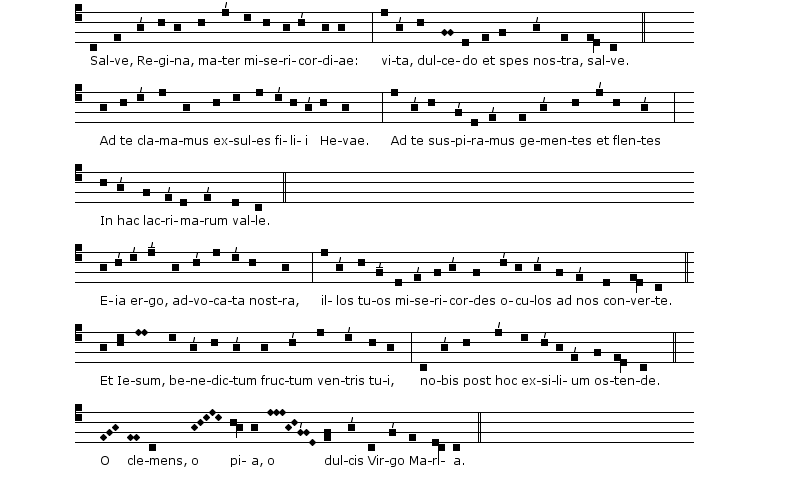 Sal-ve, Re-gi-na, ma-ter mi-se-ri-cor-di-ae: vi-ta, dul-ce-do et spes nos-tra, sal-ve.
Ad te cla-ma-mus ex-sul-es fi-li-i He-vae. Ad te sus-pi-ra-mus ge-men-tes et flen-tes
In hac lac-ri-ma-rum val-le.
E-ia er-go, ad-vo-ca-ta nost-ra, il-los tu-os mi-se-ri-cor-des o-cu-los ad nos con-ver-te.
Et Ie-sum, be-ne-dic-tum fruc-tum ven-tris tu-i, no-bis post hoc ex-si-li-um os-ten-de.
O cle-mens, o pi-a, o dul-cis Vir-go Ma-ri-a.